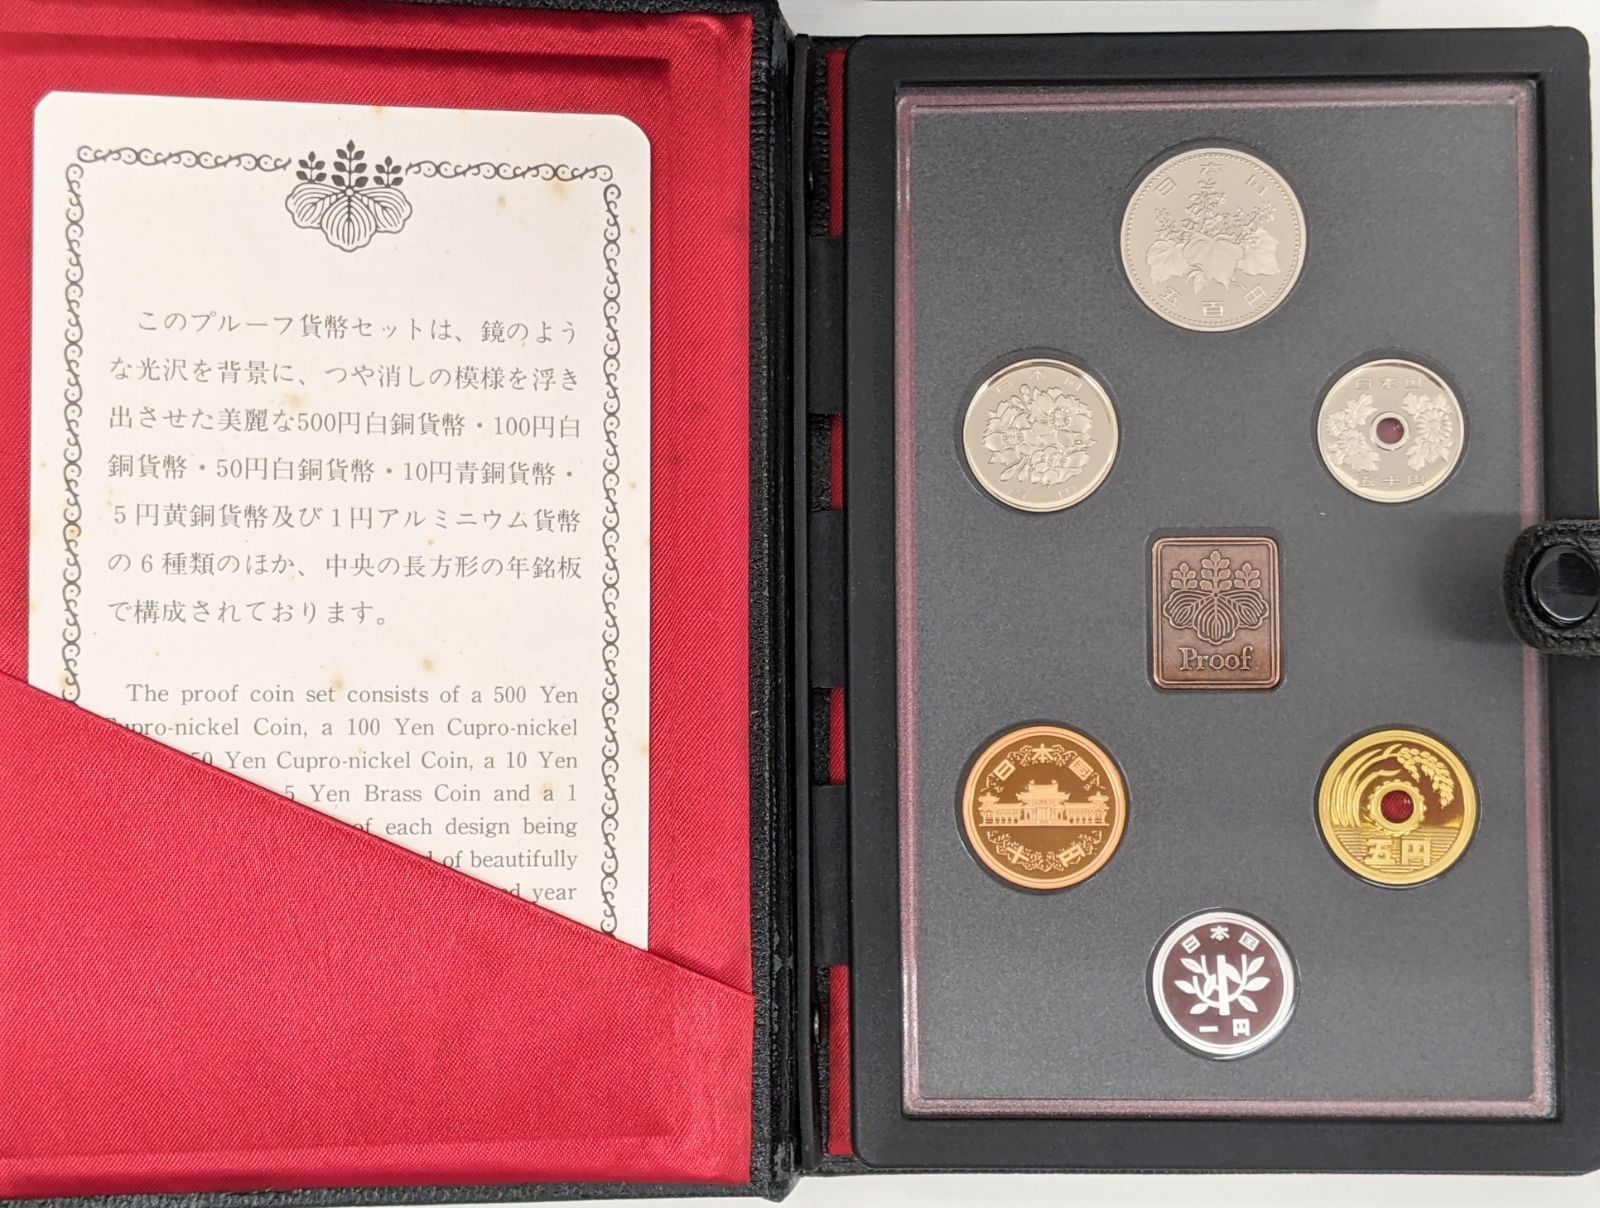 このプルーフ貨幣セットは、鏡のよう
な光沢を背景に、つや消しの模様を浮き
出させた美麗な500円白銅貨幣・100円白
銅貨幣・50円白銅貨幣・10円青銅貨幣・
5円黄銅貨幣及び1円アルミニウム貨幣
の6種類のほか、中央の長方形の年銘板
で構成されております。
The proof coin set consists of a 500 Yen
pro-nickel Coin, a 100 Yen Cupro-nickel
0 Yen Cupro-nickel Coin, a 10 Yen
5 Yen Brass Coin and a 1
of each design being
of beautifully
year
日本国
五百円
日本国
日本国
五十円
Proof
日本国
十円
五円
日本国
一円